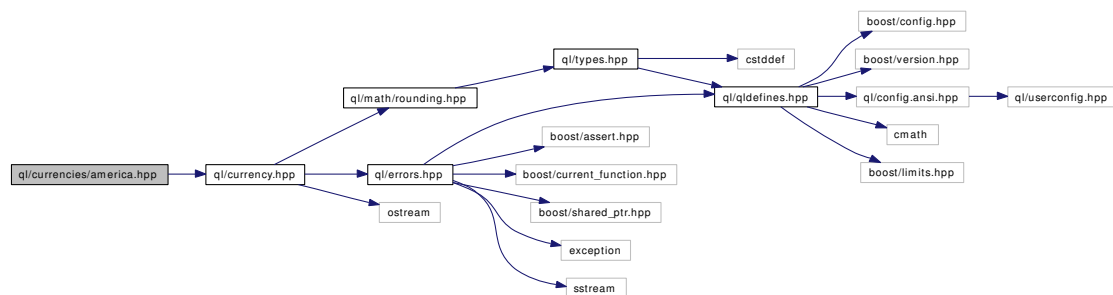 boost/config.hpp
ql/types.hpp
cstddef
boost/version.hpp
ql/math/rounding.hpp
ql/qldefines.hpp
ql/config.ansi.hpp
ql/userconfig.hpp
boost/assert.hpp
cmath
ql/currencies/america.hpp
ql/currency.hpp
ql/errors.hpp
boost/current_function.hpp
boost/limits.hpp
ostream
boost/shared_ptr.hpp
exception
sstream